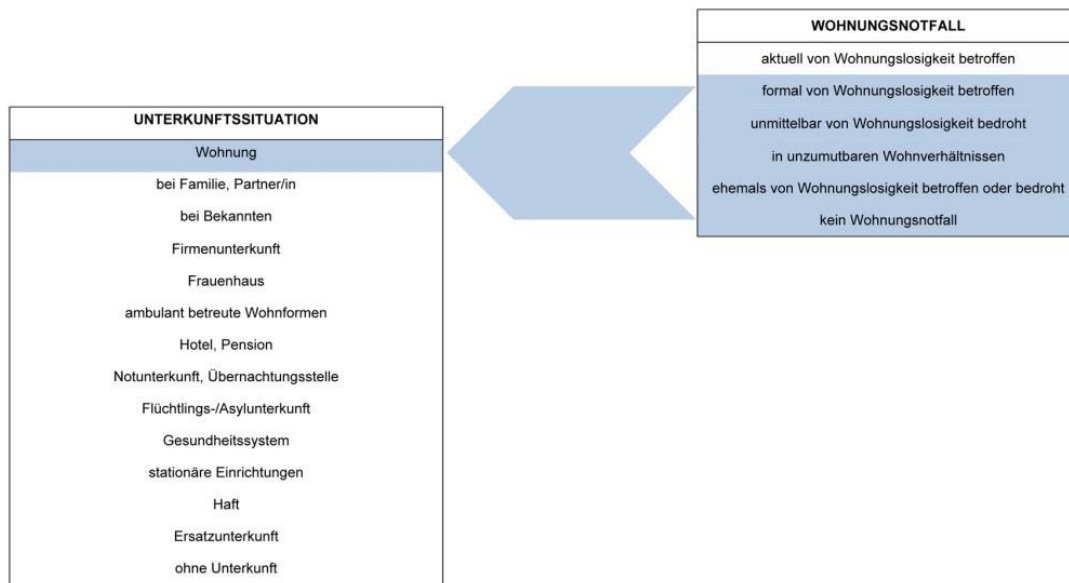 WOHNUNGSNOTFALL
aktuell von Wohnungslosigkeit betroffen
formal von Wohnungslosigkeit betroffen
unmittelbar von Wohnungslosigkeit bedroht
in unzumutbaren Wohnverhältnissen
ehemals von Wohnungslosigkeit betroffen oder bedroht
kein Wohnungsnotfall
UNTERKUNFTSSITUATION
Wohnung
bei Familie, Partner/in
bei Bekannten
Firmenunterkunft
Frauenhaus
ambulant betreute Wohnformen
Hotel, Pension
Notunterkunft, Übernachtungsstelle
Flüchtlings-/Asylunterkunft
Gesundheitssystem
stationäre Einrichtungen
Haft
Ersatzunterkunft
ohne Unterkunft